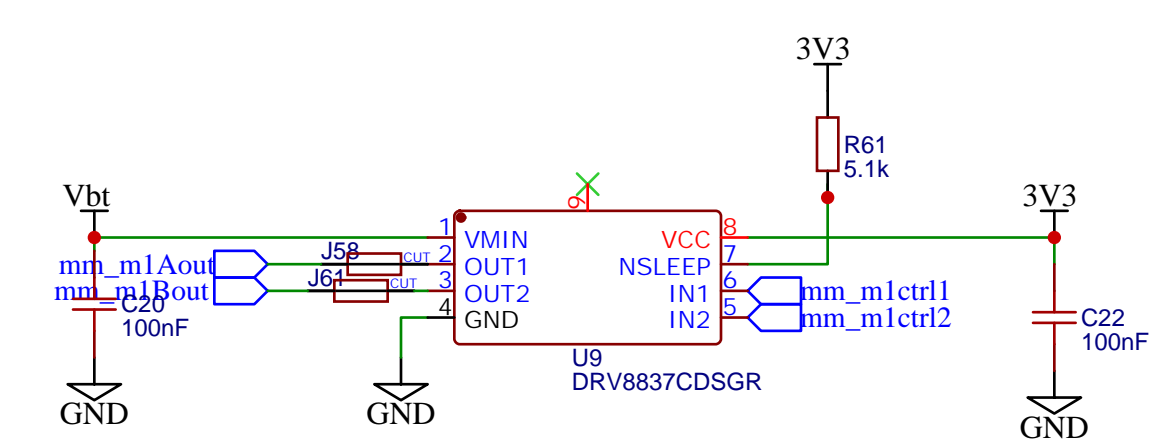 3V3
R61
5.1k
9
Vbt
3V3
1
VMIN
VCC
8
J58
CUT
2
OUT1
NSLEEP
7
mm_m1Aout
J61
CUT
3
OUT2
IN1
6
mm_m1Bout
mm_m1ctrl1
4
GND
IN2
5
mm_m1ctrl2
C20
100nF
C22
100nF
U9
DRV8837CDSGR
GND
GND
GND